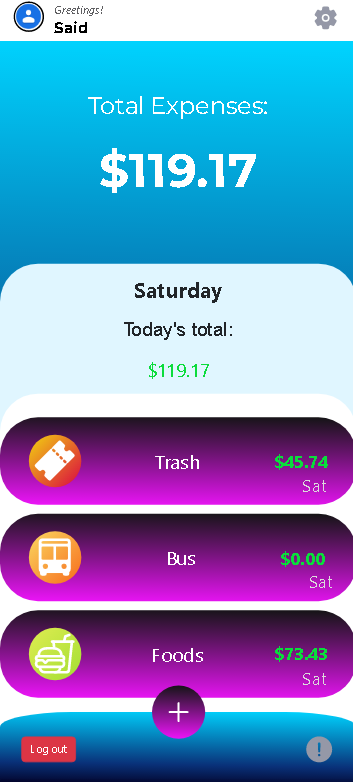 Greetings!
Said
Total Expenses:
$119.17
Saturday
Today's total:
$119.17
Trash
$45.74
Sat
Bus
$0.00
Sat
Foods
$73.43
Sat
+
Log out
!